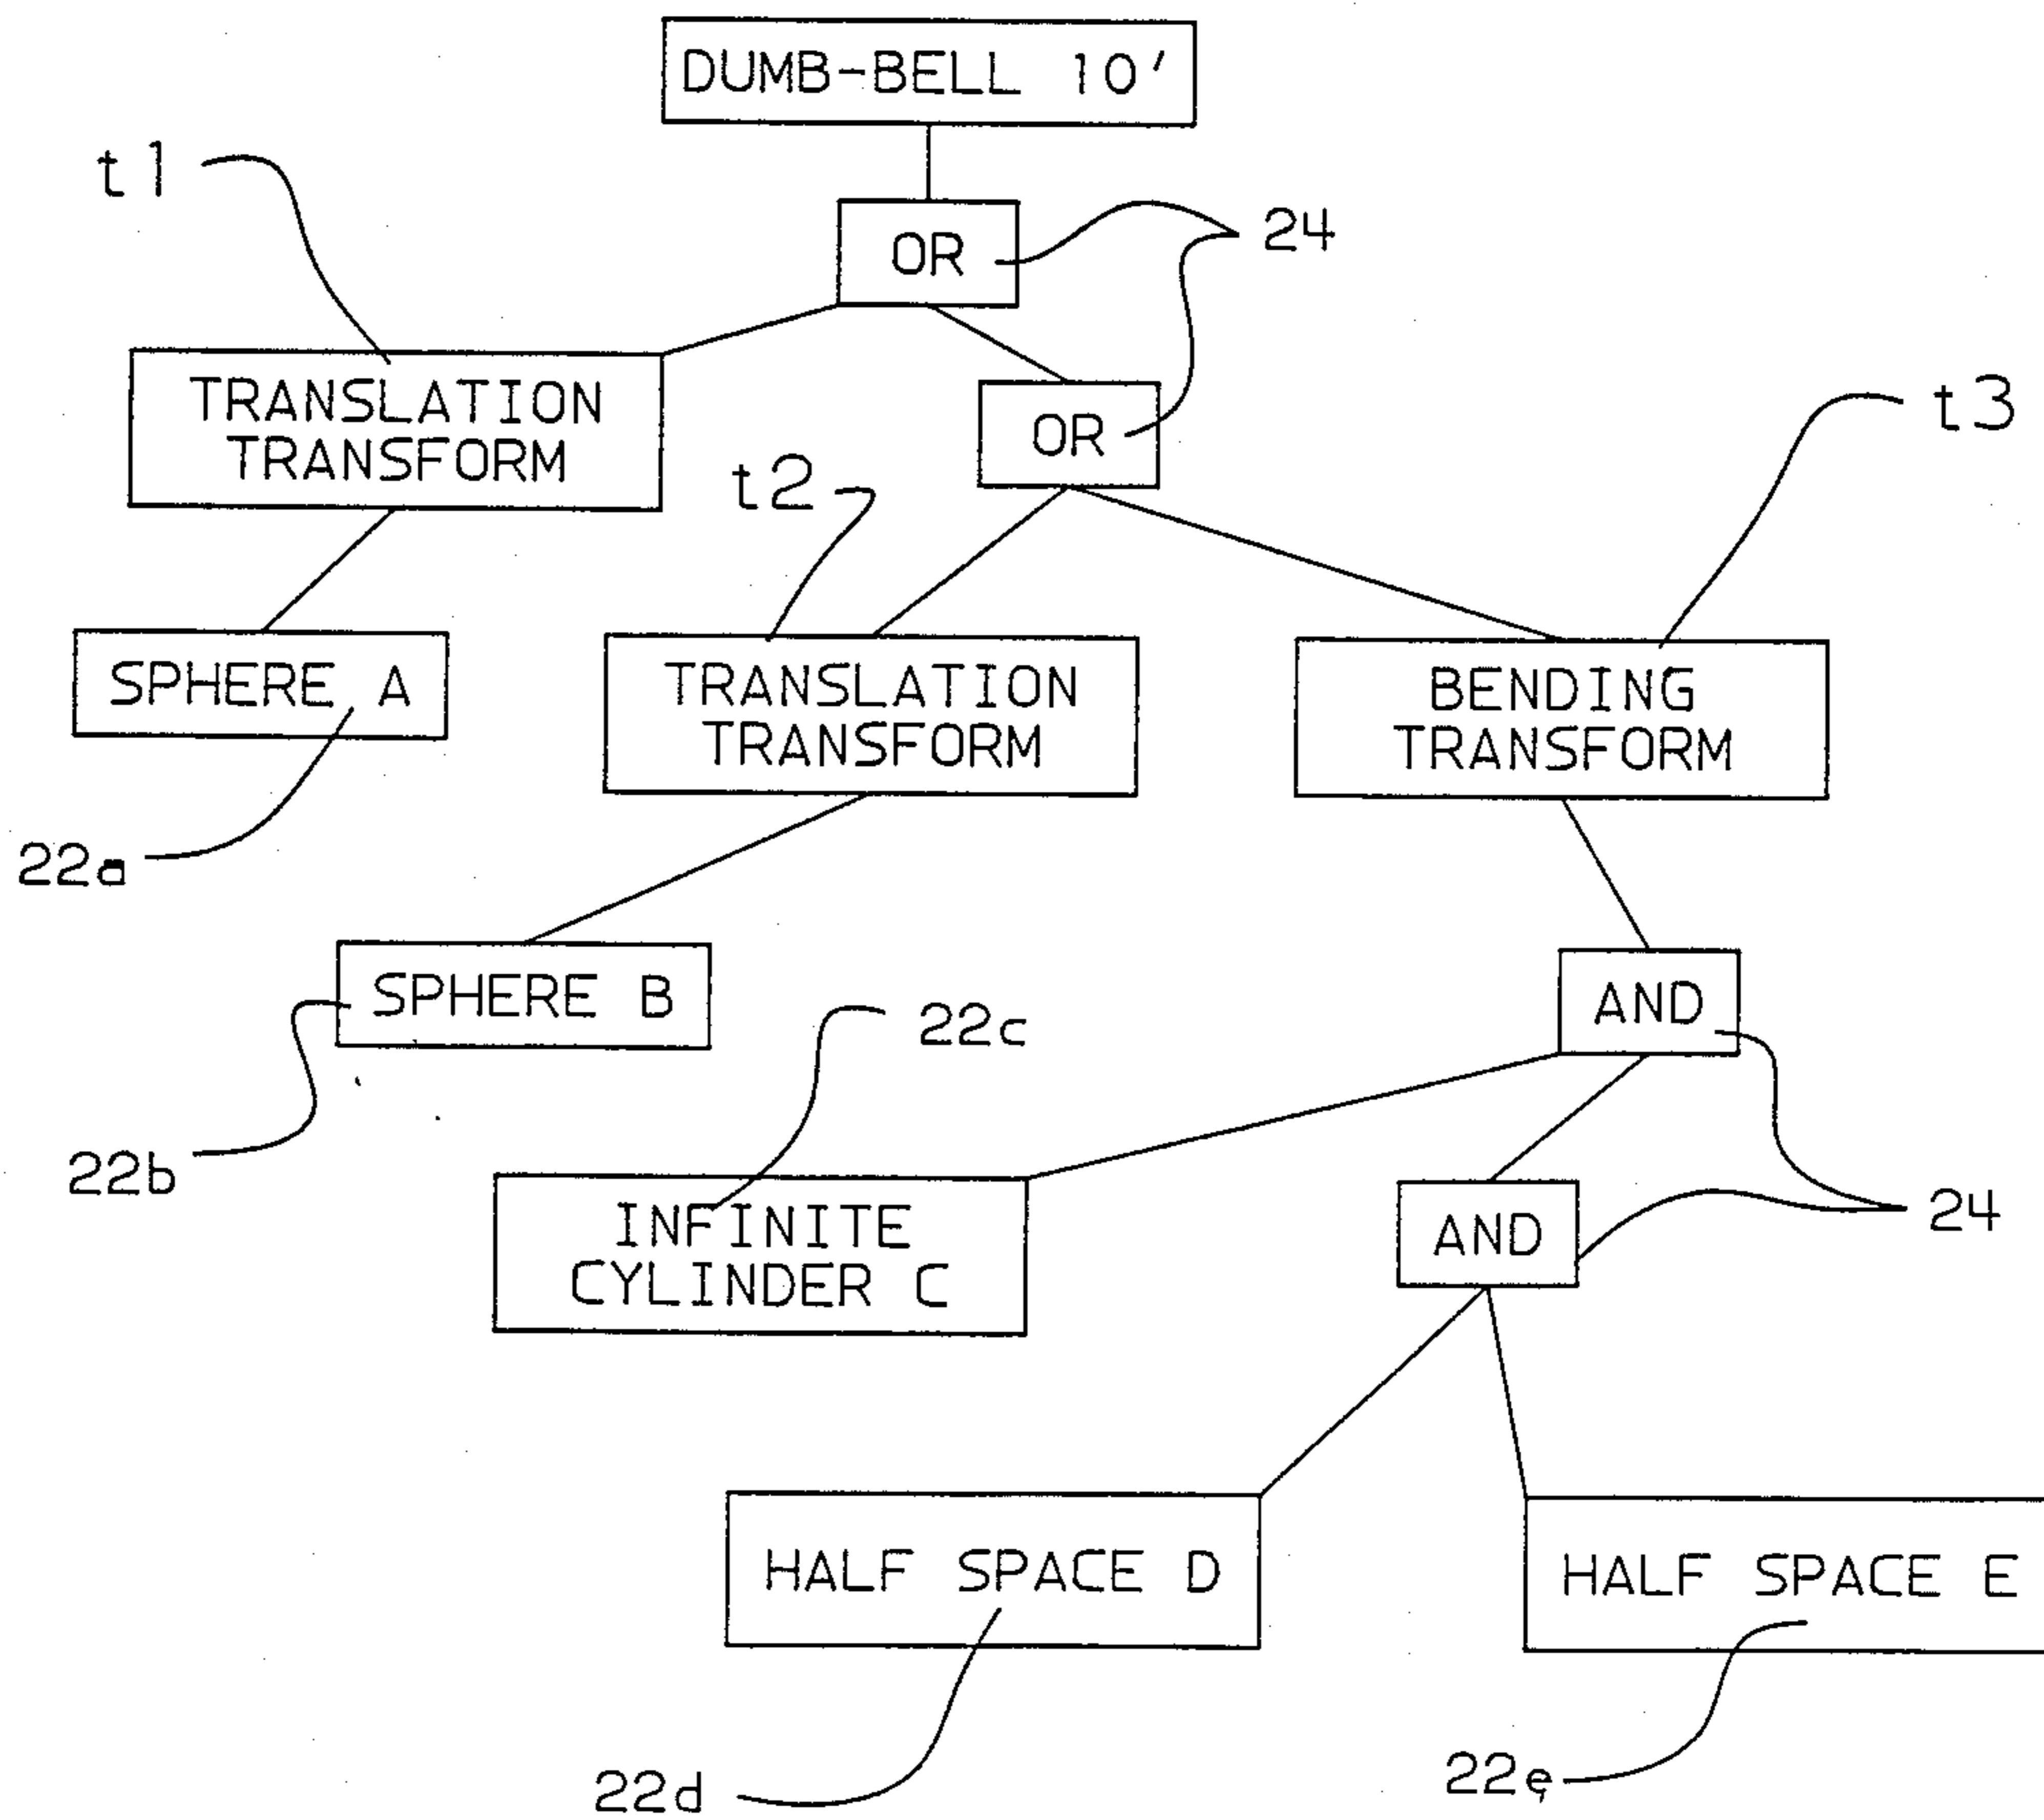 DUMB-BELL 10'
t1
OR
24
TRANSLATION
TRANSFORM
OR
t3
t2
SPHERE A
TRANSLATION
TRANSFORM
BENDING
TRANSFORM
22a
SPHERE B
22c
AND
22b
INFINITE
CYLINDER C
AND
24
HALF SPACE D
HALF SPACE E
22d
22e